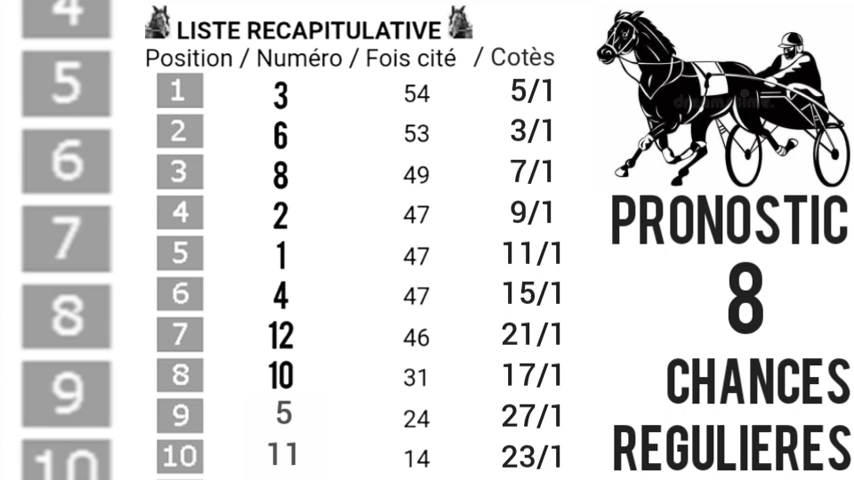 4
5
6
7
8
9
10
LISTE RECAPITULATIVE
Position / Numéro / Fois cité / Cotès
1 3 54 5/1
2 6 53 3/1
3 8 49 7/1
4 2 47 9/1
5 1 47 11/1
6 4 47 15/1
7 12 46 21/1
8 10 31 17/1
9 5 24 27/1
10 11 14 23/1
dreamstime.
PRONOSTIC
8
CHANCES
REGULIERES